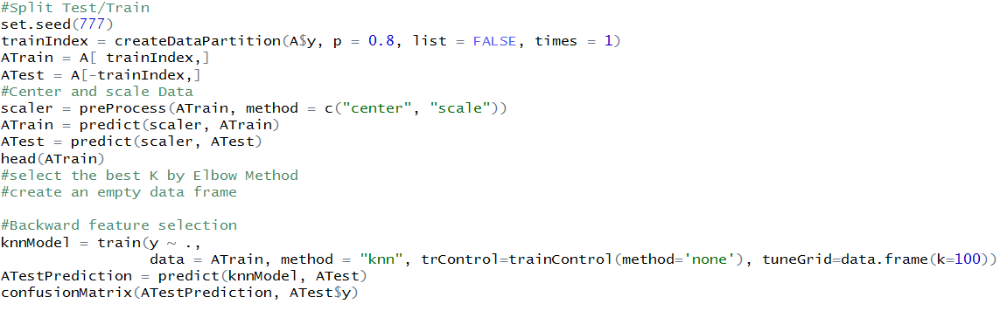 #Split Test/Train
set.seed(777)
trainIndex = createDataPartition(A$y, p = 0.8, list = FALSE, times = 1)
ATrain = A[ trainIndex,]
ATest = A[-trainIndex,]
#Center and scale Data
scaler = preProcess(ATrain, method = c("center", "scale"))
ATrain = predict(scaler, ATrain)
ATest = predict(scaler, ATest)
head(ATrain)
#select the best K by Elbow Method
#create an empty data frame
#Backward feature selection
knnModel = train(y ~ .,
data = ATrain, method = "knn", trControl=trainControl(method='none'), tuneGrid=data.frame(k=100))
ATestPrediction = predict(knnModel, ATest)
confusionMatrix(ATestPrediction, ATest$y)